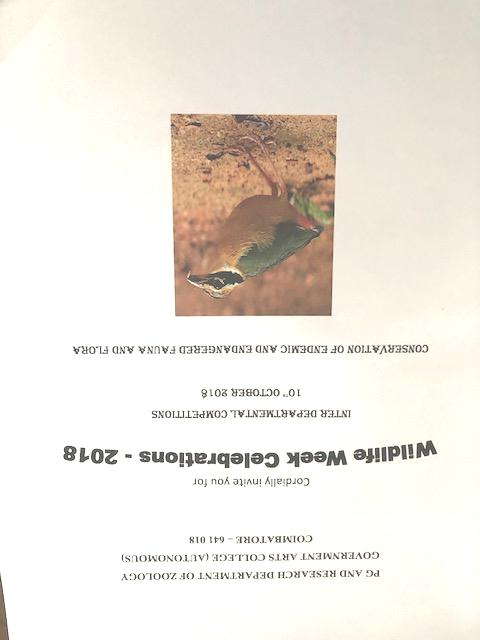 PG AND RESEARCH DEPARTMENT OF ZOOLOGY
GOVERNMENT ARTS COLLEGE (AUTONOMOUS)
COIMBATORE – 641 018
Cordially invite you for
Wildlife Week Celebrations - 2018
INTER DEPARTMENTAL COMPETITIONS
10TH OCTOBER 2018
CONSERVATION OF ENDEMIC AND ENDANGERED FAUNA AND FLORA